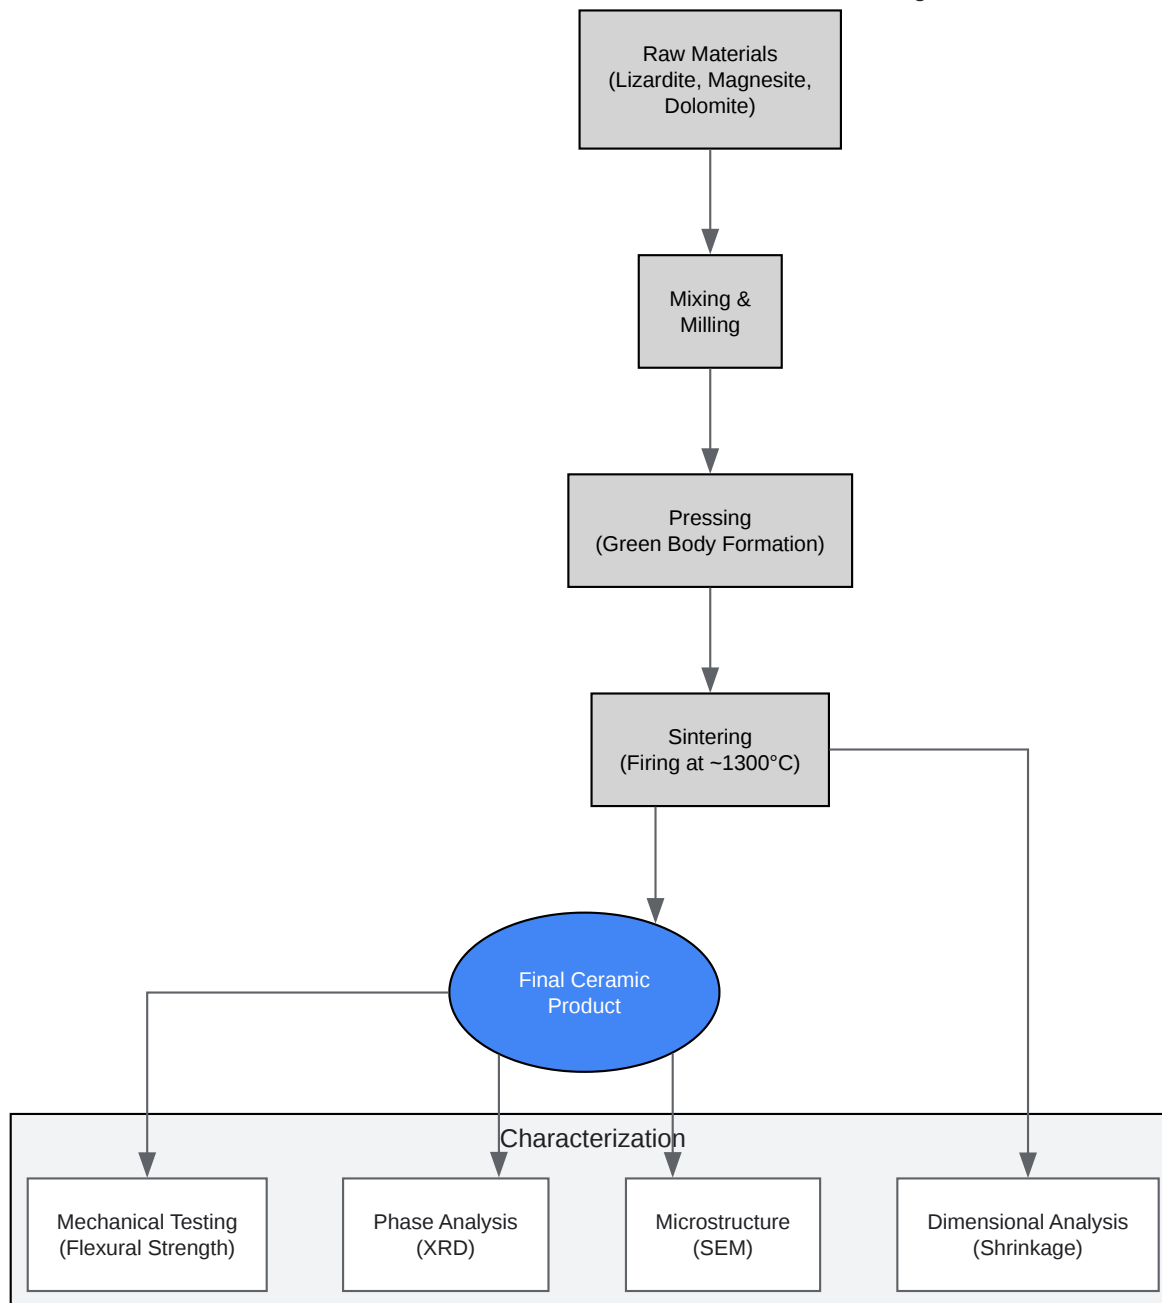 Raw Materials
(Lizardite, Magnesite,
Dolomite)
Mixing &
Milling
Pressing
(Green Body Formation)
Sintering
(Firing at ~1300°C)
Final Ceramic
Product
Characterization
Mechanical Testing
(Flexural Strength)
Phase Analysis
(XRD)
Microstructure
(SEM)
Dimensional Analysis
(Shrinkage)